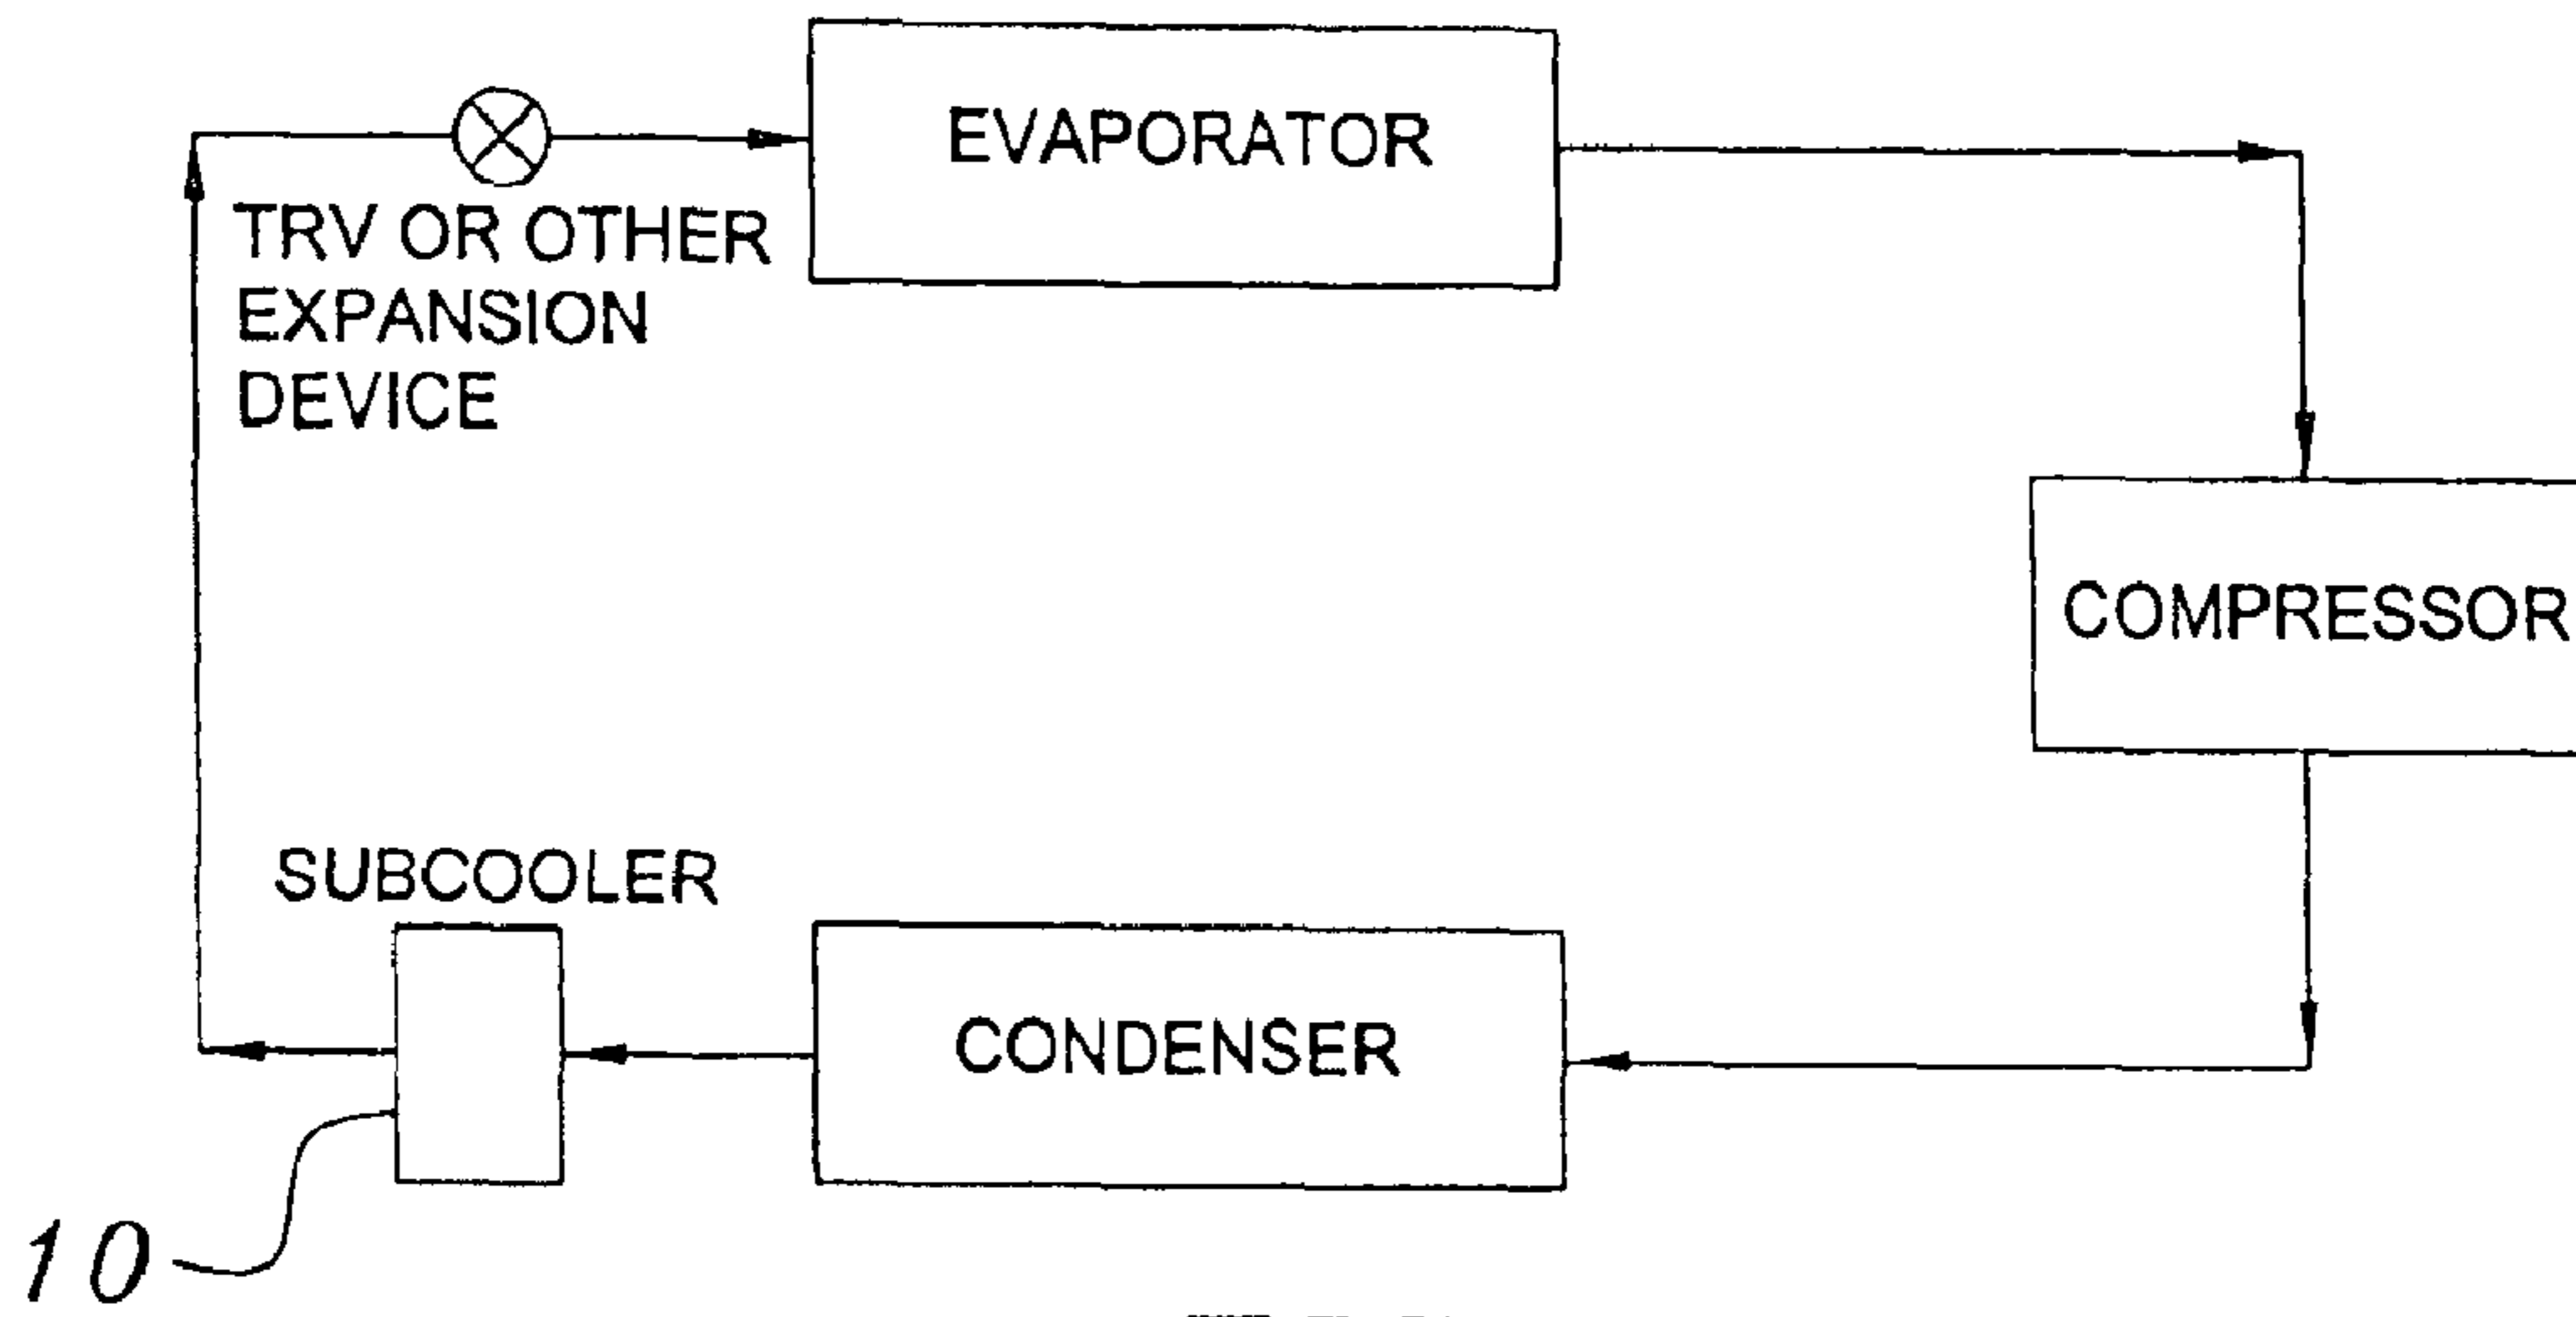 EVAPORATOR
TRV OR OTHER
EXPANSION
DEVICE
COMPRESSOR
SUBCOOLER
CONDENSER
10